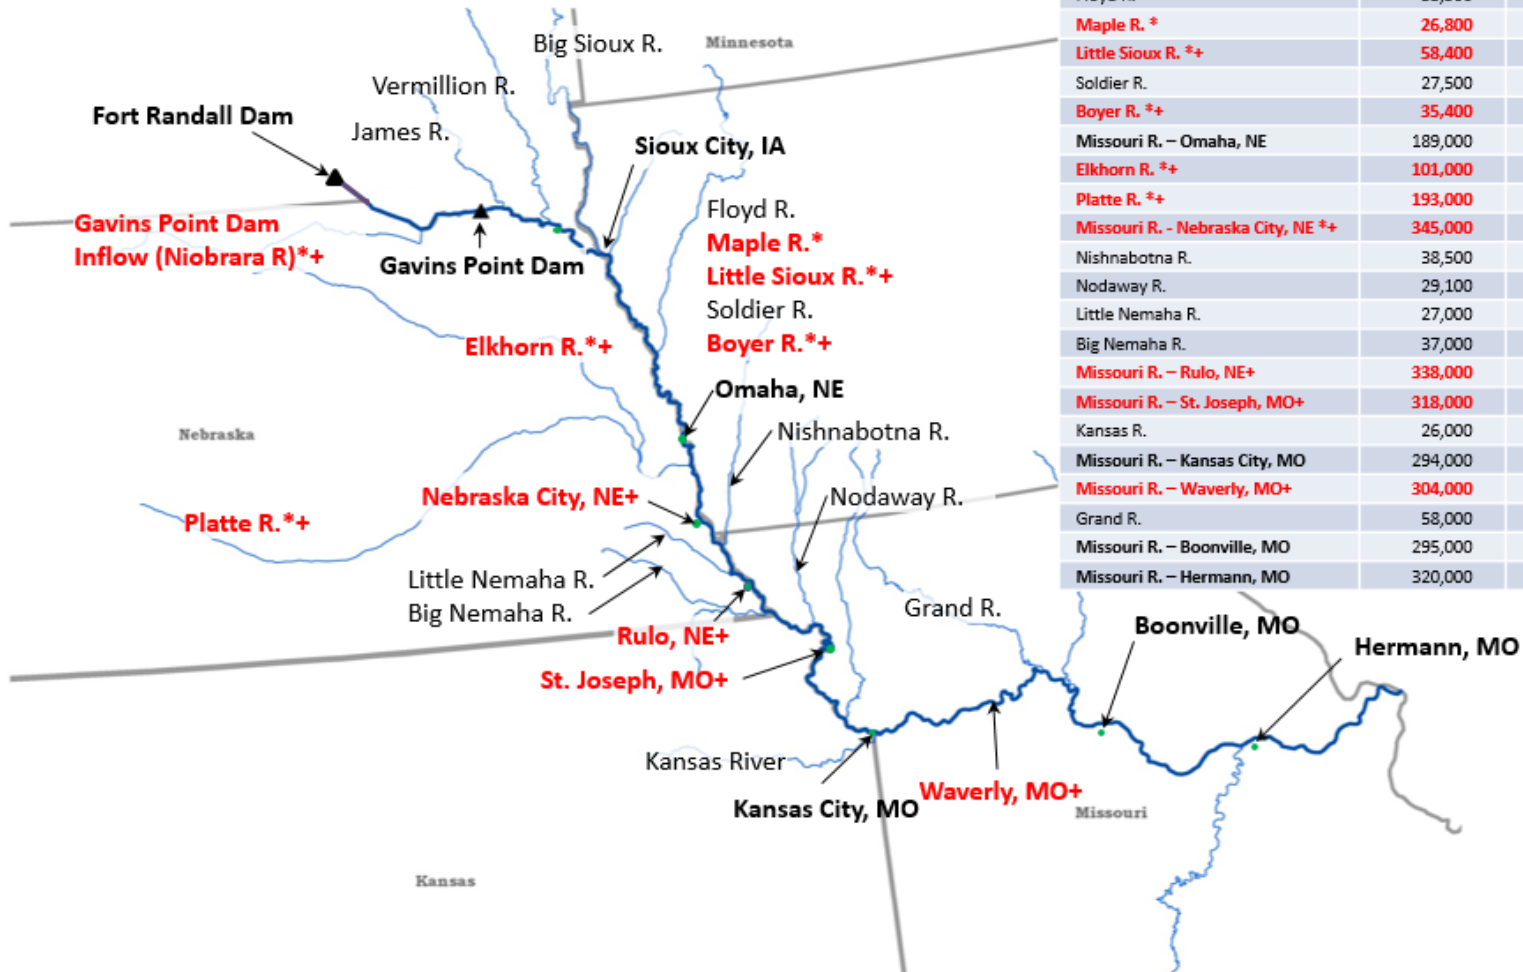 Big Sioux R.
Minnesota
Vermillion R.
Fort Randall Dam
James R.
Sioux City, IA
Gavins Point Dam
Inflow (Niobrara R)*+
Gavins Point Dam
Floyd R.
Maple R.*
Little Sioux R.*+
Soldier R.
Boyer R.*+
Elkhorn R.*+
Omaha, NE
Nebraska
Nishnabotna R.
Nebraska City, NE+
Nodaway R.
Platte R.*+
Little Nemaha R.
Big Nemaha R.
Grand R.
Rulo, NE+
St. Joseph, MO+
Boonville, MO
Hermann, MO
Kansas River
Kansas City, MO
Waverly, MO+
Missouri
Kansas
Maple R. * 26,800
Little Sioux R. *+ 58,400
Soldier R. 27,500
Boyer R. *+ 35,400
Missouri R. – Omaha, NE 189,000
Elkhorn R. *+ 101,000
Platte R. *+ 193,000
Missouri R. - Nebraska City, NE *+ 345,000
Nishnabotna R. 38,500
Nodaway R. 29,100
Little Nemaha R. 27,000
Big Nemaha R. 37,000
Missouri R. – Rulo, NE+ 338,000
Missouri R. – St. Joseph, MO+ 318,000
Kansas R. 26,000
Missouri R. – Kansas City, MO 294,000
Missouri R. – Waverly, MO+ 304,000
Grand R. 58,000
Missouri R. – Boonville, MO 295,000
Missouri R. – Hermann, MO 320,000